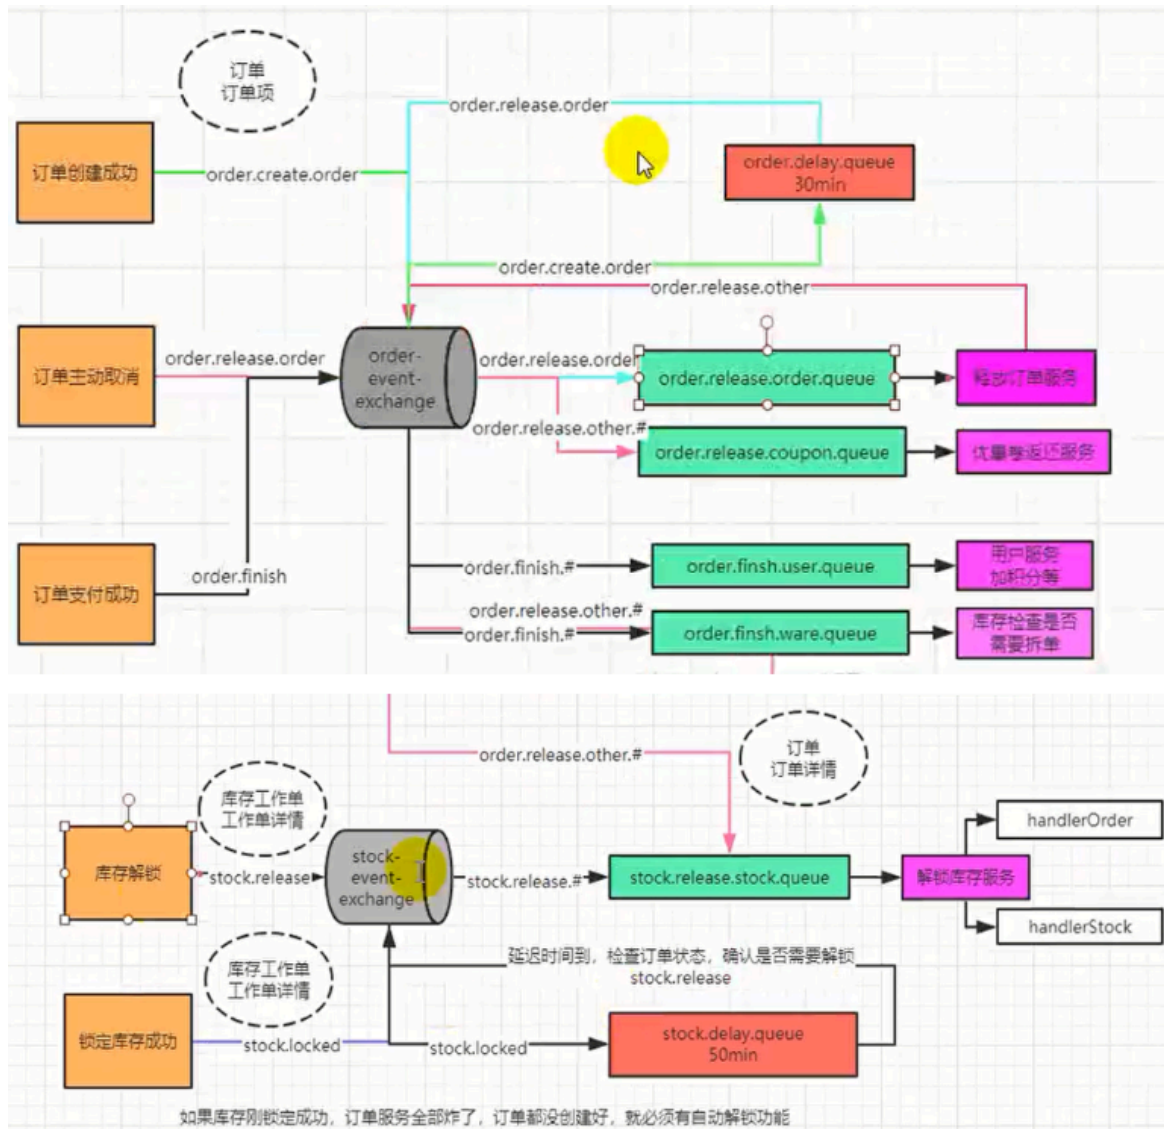 订单
订单项
order.release.order
订单创建成功
order.create.order
order.delay.queue
30min
order.create.order
order.release.other
订单主动取消
order.release.order
order-
event-
exchange
order.release.order
order.release.order.queue
释放订单服务
order.release.other.#
order.release.coupon.queue
优惠卷返还服务
订单支付成功
order.finish
order.finish.#
order.finsh.user.queue
用户服务
加积分等
order.release.other.#
order.finish.#
order.finsh.ware.queue
库存检查是否
需要拆单
order.release.other.#
订单
订单详情
库存工作单
工作单详情
库存解锁
stock.release
stock-
event-
exchange
stock.release.#
stock.release.stock.queue
解锁库存服务
handlerOrder
handlerStock
库存工作单
工作单详情
延迟时间到，检查订单状态，确认是否需要解锁
stock.release
锁定库存成功
stock.locked
stock.locked
stock.delay.queue
50min
如果库存刚锁定成功，订单服务全部炸了，订单都没创建好，就必须有自动解锁功能